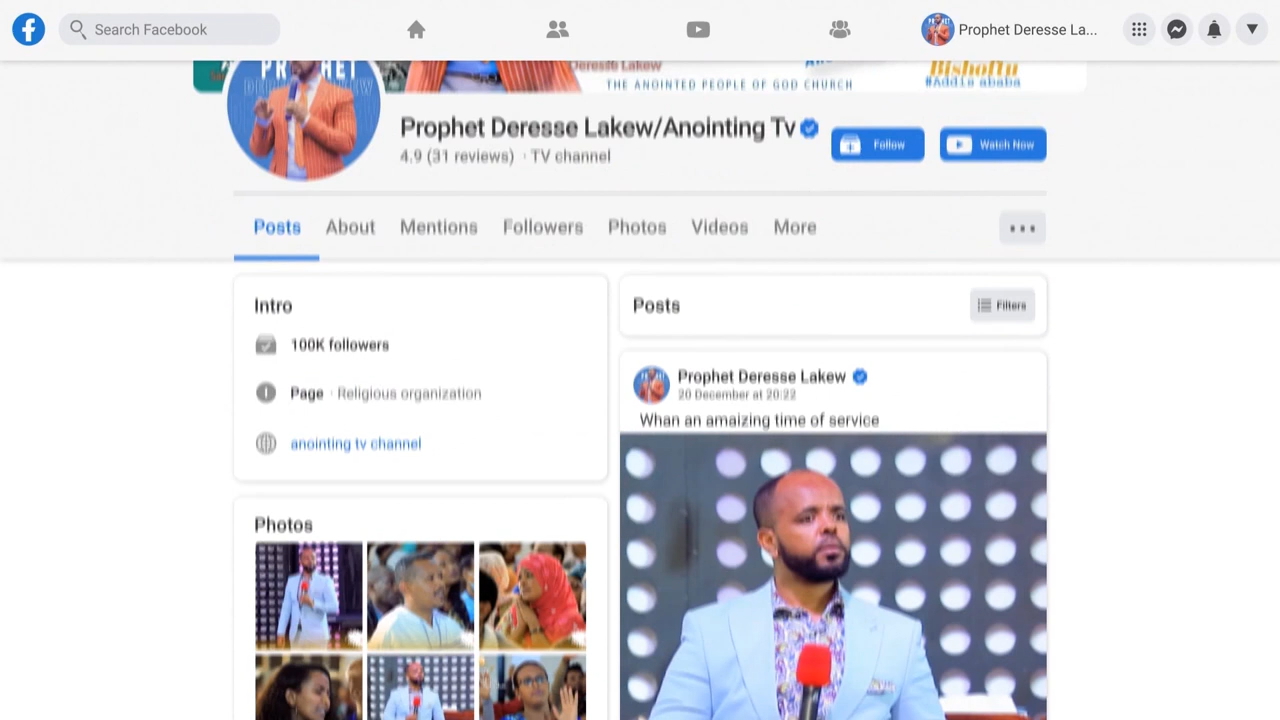 Search Facebook
Prophet Deresse La...
PROPHET
Deresse Lakew
Bishoftu
THE ANOINTED PEOPLE OF GOD CHURCH
#Addis ababa
Prophet Deresse Lakew/Anointing Tv
4.9 (31 reviews) · TV channel
Follow
Watch Now
Posts
About
Mentions
Followers
Photos
Videos
More
Intro
100K followers
Page · Religious organization
anointing tv channel
Photos
Posts
Filters
Prophet Deresse Lakew
20 December at 20:22
Whan an amaizing time of service